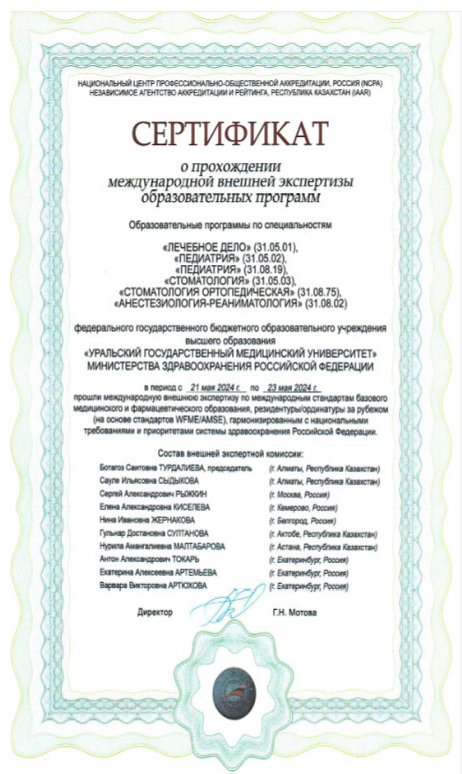 НАЦИОНАЛЬНЫЙ ЦЕНТР ПРОФЕССИОНАЛЬНО-ОБЩЕСТВЕННОЙ АККРЕДИТАЦИИ, РОССИЯ (NCPA)
НЕЗАВИСИМОЕ АГЕНТСТВО АККРЕДИТАЦИИ И РЕЙТИНГА, РЕСПУБЛИКА КАЗАХСТАН (IAAR)
СЕРТИФИКАТ
о прохождении
международной внешней экспертизы
образовательных программ
Образовательные программы по специальностям
«ЛЕЧЕБНОЕ ДЕЛО» (31.05.01),
«ПЕДИАТРИЯ» (31.05.02),
«ПЕДИАТРИЯ» (31.08.19),
«СТОМАТОЛОГИЯ» (31.05.03),
«СТОМАТОЛОГИЯ ОРТОПЕДИЧЕСКАЯ» (31.08.75),
«АНЕСТЕЗИОЛОГИЯ-РЕАНИМАТОЛОГИЯ» (31.08.02)
федерального государственного бюджетного образовательного учреждения
высшего образования
«УРАЛЬСКИЙ ГОСУДАРСТВЕННЫЙ МЕДИЦИНСКИЙ УНИВЕРСИТЕТ»
МИНИСТЕРСТВА ЗДРАВООХРАНЕНИЯ РОССИЙСКОЙ ФЕДЕРАЦИИ
в период с 21 мая 2024 г. по 23 мая 2024 г.
прошли международную внешнюю экспертизу по международным стандартам базового
медицинского и фармацевтического образования, резидентуры/ординатуры за рубежом
(на основе стандартов WFME/AMSE), гармонизированным с национальными
требованиями и приоритетами системы здравоохранения Российской Федерации.
Состав внешней экспертной комиссии:
Ботагоз Саитовна ТУРДАЛИЕВА, председатель (г. Алматы, Республика Казахстан)
Сауле Ильясовна СЫДЫКОВА (г. Алматы, Республика Казахстан)
Сергей Александрович РЫЖКИН (г. Москва, Россия)
Елена Александровна КИСЕЛЕВА (г. Кемерово, Россия)
Нина Ивановна ЖЕРНАКОВА (г. Белгород, Россия)
Гульнар Достановна СУЛТАНОВА (г. Актобе, Республика Казахстан)
Нурила Амангалиевна МАЛТАБАРОВА (г. Астана, Республика Казахстан)
Антон Александрович ТОКАРЬ (г. Екатеринбург, Россия)
Екатерина Алексеевна АРТЕМЬЕВА (г. Екатеринбург, Россия)
Варвара Викторовна АРТЮХОВА (г. Екатеринбург, Россия)
Директор Г.Н. Мотова